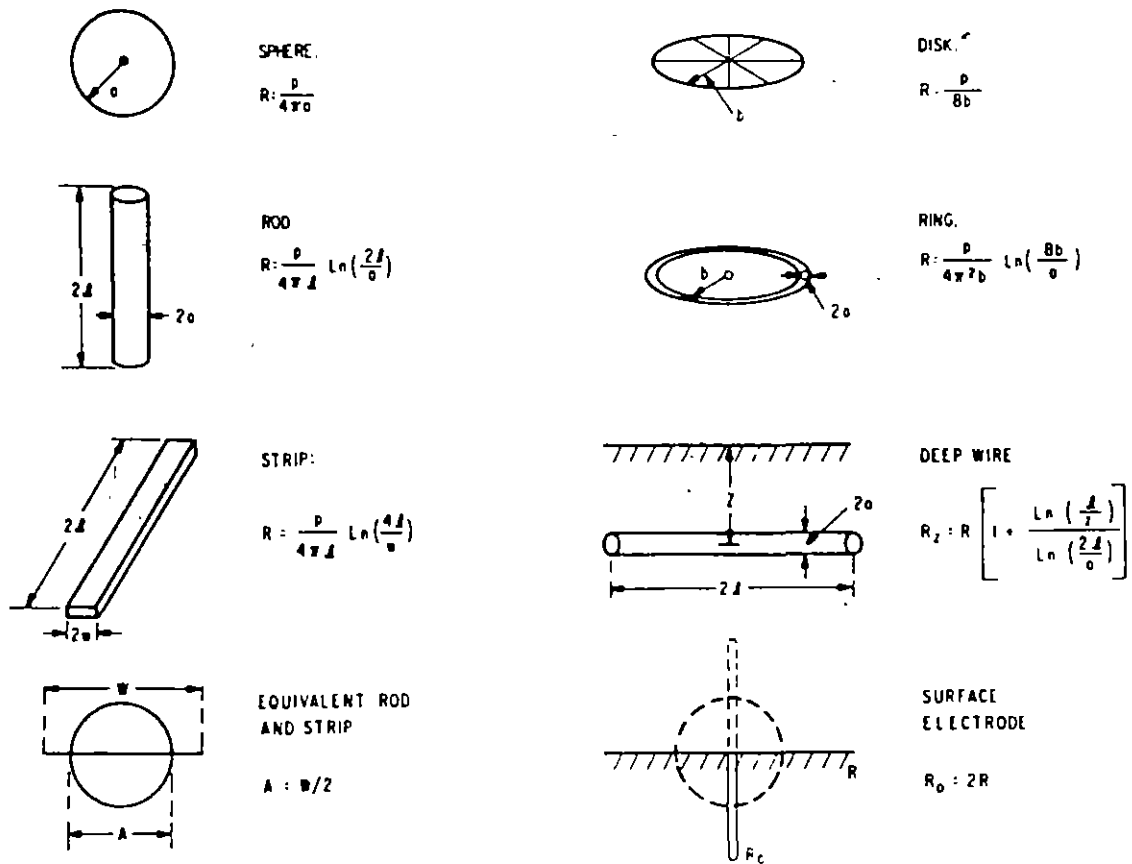 SPHERE.
R = p / 4πa
a
DISK.
R = p / 8b
b
ROD
R = p / 4πℓ Ln(2ℓ/a)
2ℓ
2a
RING.
R = p / 4π²b Ln(8b/a)
b
2a
STRIP:
R = p / 4πℓ Ln(4ℓ/w)
2ℓ
2w
DEEP WIRE
R_z = R [1 + Ln(ℓ/z) / Ln(2ℓ/a)]
z
2a
2ℓ
EQUIVALENT ROD
AND STRIP
A = W/2
W
A
SURFACE
ELECTRODE
R_o = 2R
R